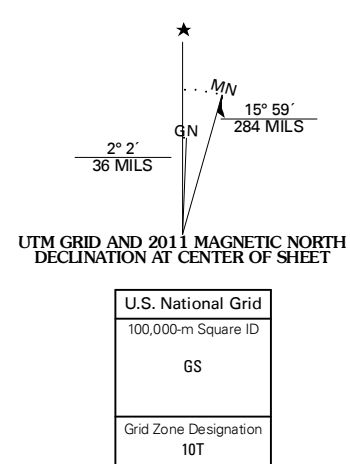 MN
15° 59´
284 MILS
GN
2° 2´
36 MILS
UTM GRID AND 2011 MAGNETIC NORTH
DECLINATION AT CENTER OF SHEET
U.S. National Grid
100,000-m Square ID
GS
Grid Zone Designation
10T